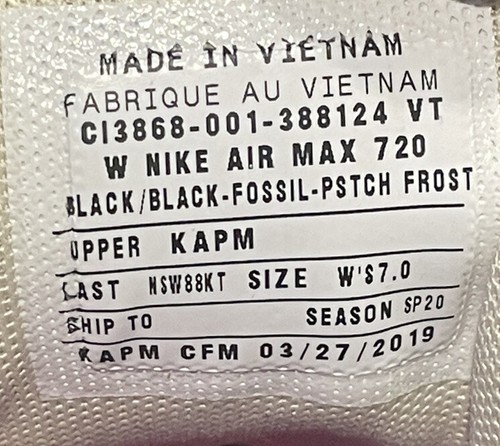 MADE IN VIETNAM
FABRIQUE AU VIETNAM
CI3868-001-388124 VT
W NIKE AIR MAX 720
BLACK/BLACK-FOSSIL-PSTCH FROST
UPPER KAPM
LAST NSW88KT SIZE W'S7.0
SHIP TO SEASON SP20
KAPM CFM 03/27/2019